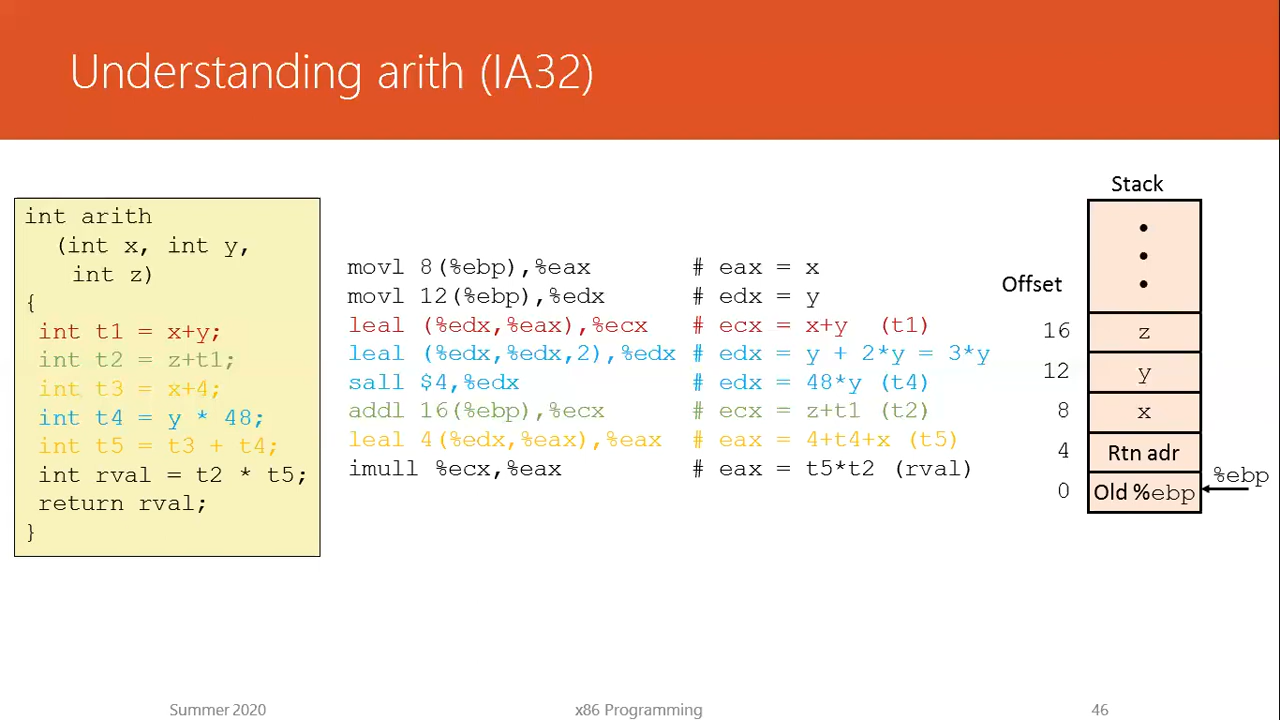 Understanding arith (IA32)
int arith
(int x, int y,
int z)
{
int t1 = x+y;
int t2 = z+t1;
int t3 = x+4;
int t4 = y * 48;
int t5 = t3 + t4;
int rval = t2 * t5;
return rval;
}
movl 8(%ebp),%eax # eax = x
movl 12(%ebp),%edx # edx = y
leal (%edx,%eax),%ecx # ecx = x+y (t1)
leal (%edx,%edx,2),%edx # edx = y + 2*y = 3*y
sall $4,%edx # edx = 48*y (t4)
addl 16(%ebp),%ecx # ecx = z+t1 (t2)
leal 4(%edx,%eax),%eax # eax = 4+t4+x (t5)
imull %ecx,%eax # eax = t5*t2 (rval)
Stack
Offset
16 z
12 y
8 x
4 Rtn adr
0 Old %ebp
%ebp
Summer 2020
x86 Programming
46